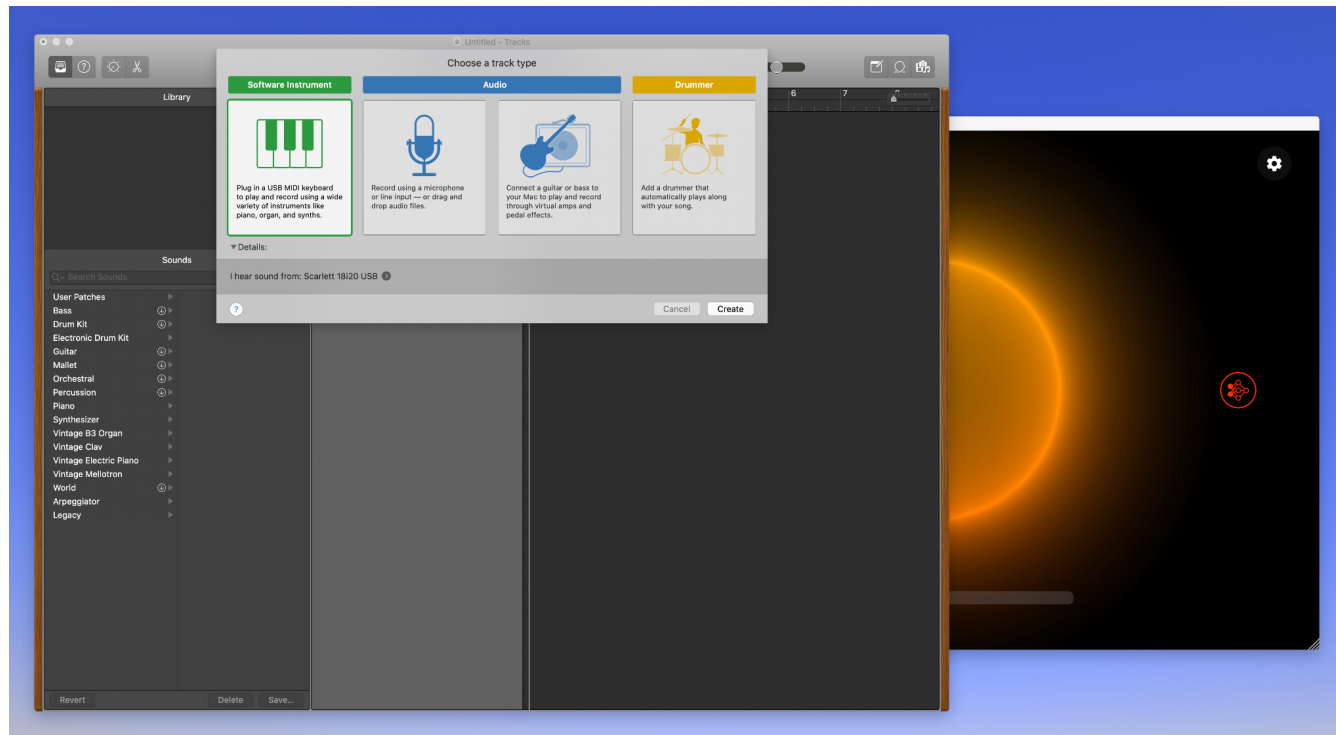 Untitled - Tracks
Choose a track type
Software Instrument
Audio
Drummer
Plug in a USB MIDI keyboard
to play and record using a wide
variety of instruments like
piano, organ, and synths.
Record using a microphone
or line input — or drag and
drop audio files.
Connect a guitar or bass to
your Mac to play and record
through virtual amps and
pedal effects.
Add a drummer that
automatically plays along
with your song.
▼Details:
I hear sound from: Scarlett 18i20 USB
?
Cancel
Create
?
Library
6
7
Sounds
Search Sounds
User Patches
Bass
Drum Kit
Electronic Drum Kit
Guitar
Mallet
Orchestral
Percussion
Piano
Synthesizer
Vintage B3 Organ
Vintage Clav
Vintage Electric Piano
Vintage Mellotron
World
Arpeggiator
Legacy
Revert
Delete
Save...